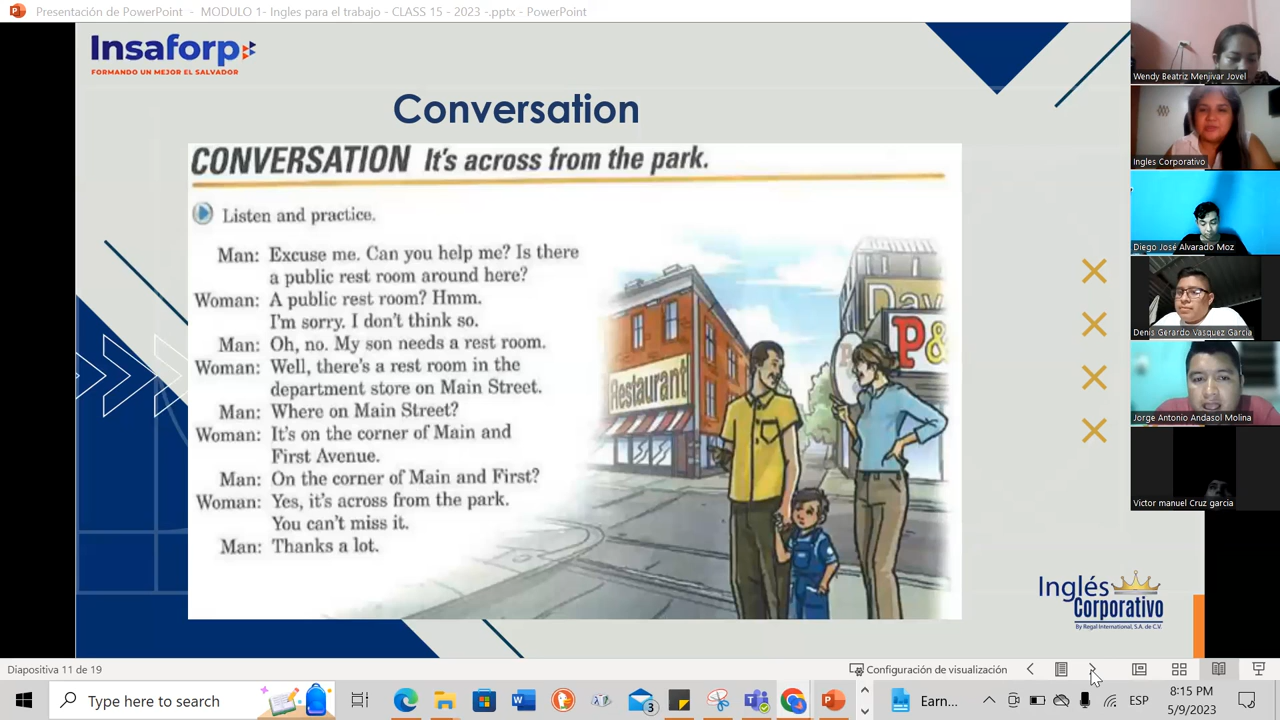 Presentación de PowerPoint - MODULO 1- Ingles para el trabajo - CLASS 15 - 2023 -.pptx - PowerPoint
Insaforp
FORMANDO UN MEJOR EL SALVADOR
Conversation
CONVERSATION It's across from the park.
Listen and practice.
Man: Excuse me. Can you help me? Is there
a public rest room around here?
Woman: A public rest room? Hmm.
I'm sorry. I don't think so.
Man: Oh, no. My son needs a rest room.
Woman: Well, there's a rest room in the
department store on Main Street.
Man: Where on Main Street?
Woman: It's on the corner of Main and
First Avenue.
Man: On the corner of Main and First?
Woman: Yes, it's across from the park.
You can't miss it.
Man: Thanks a lot.
Restaurant
Dav
P&
P
Wendy Beatriz Menjivar Jovel
Ingles Corporativo
Diego José Alvarado Moz
Denis Gerardo Vasquez Garcia
Jorge Antonio Andasol Molina
Victor manuel Cruz garcia
Inglés
Corporativo
By Regal International, S.A. de C.V.
Diapositiva 11 de 19
Configuración de visualización
Type here to search
3
Earn...
ESP
8:15 PM
5/9/2023